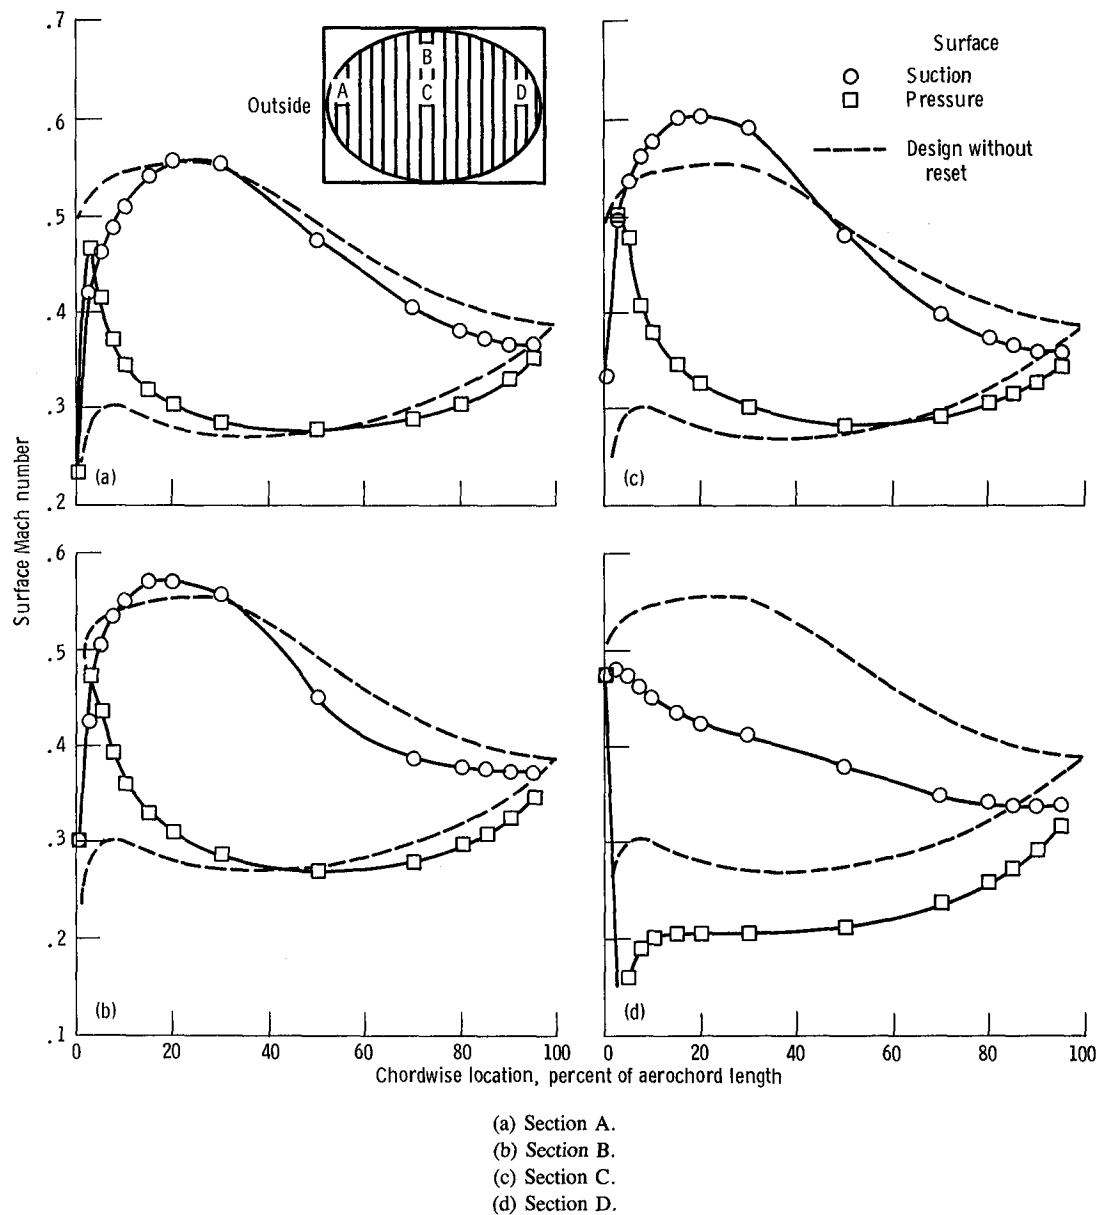 .7
.6
.5
.4
.3
.2
(a)
Outside
A
B
C
D
Surface
Suction
Pressure
Design without
reset
(c)
Surface Mach number
.6
.5
.4
.3
.2
.1
(b)
(d)
0 20 40 60 80 100
0 20 40 60 80 100
Chordwise location, percent of aerochord length
(a) Section A.
(b) Section B.
(c) Section C.
(d) Section D.